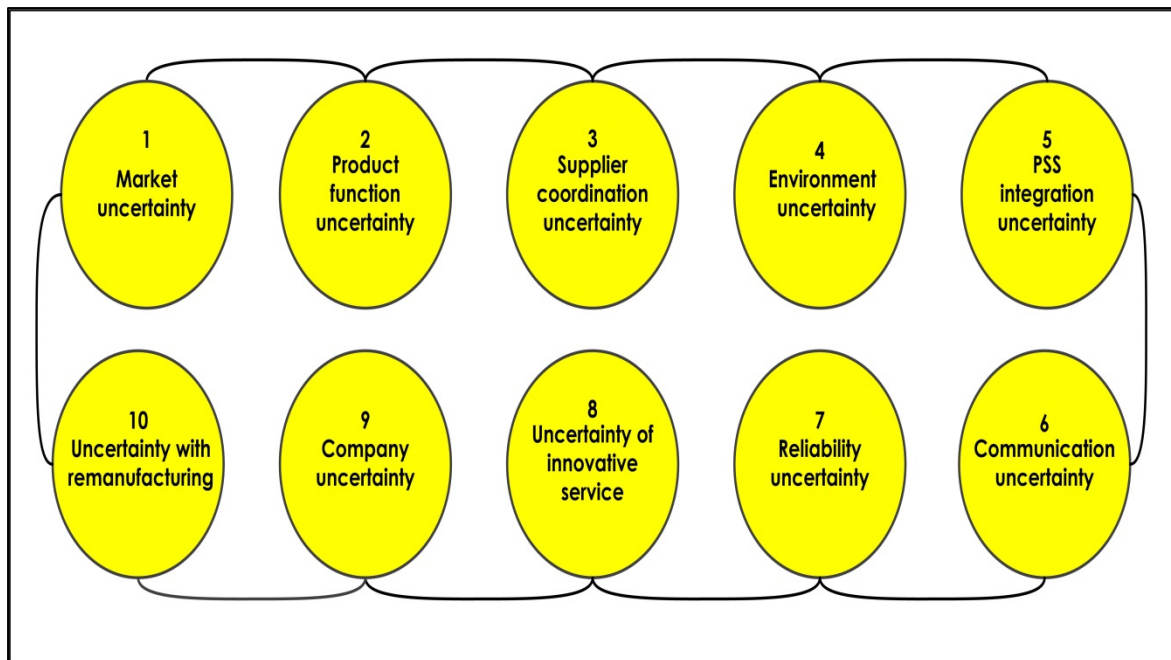 1
Market
uncertainty
2
Product
function
uncertainty
3
Supplier
coordination
uncertainty
4
Environment
uncertainty
5
PSS
integration
uncertainty
10
Uncertainty with
remanufacturing
9
Company
uncertainty
8
Uncertainty of
innovative
service
7
Reliability
uncertainty
6
Communication
uncertainty